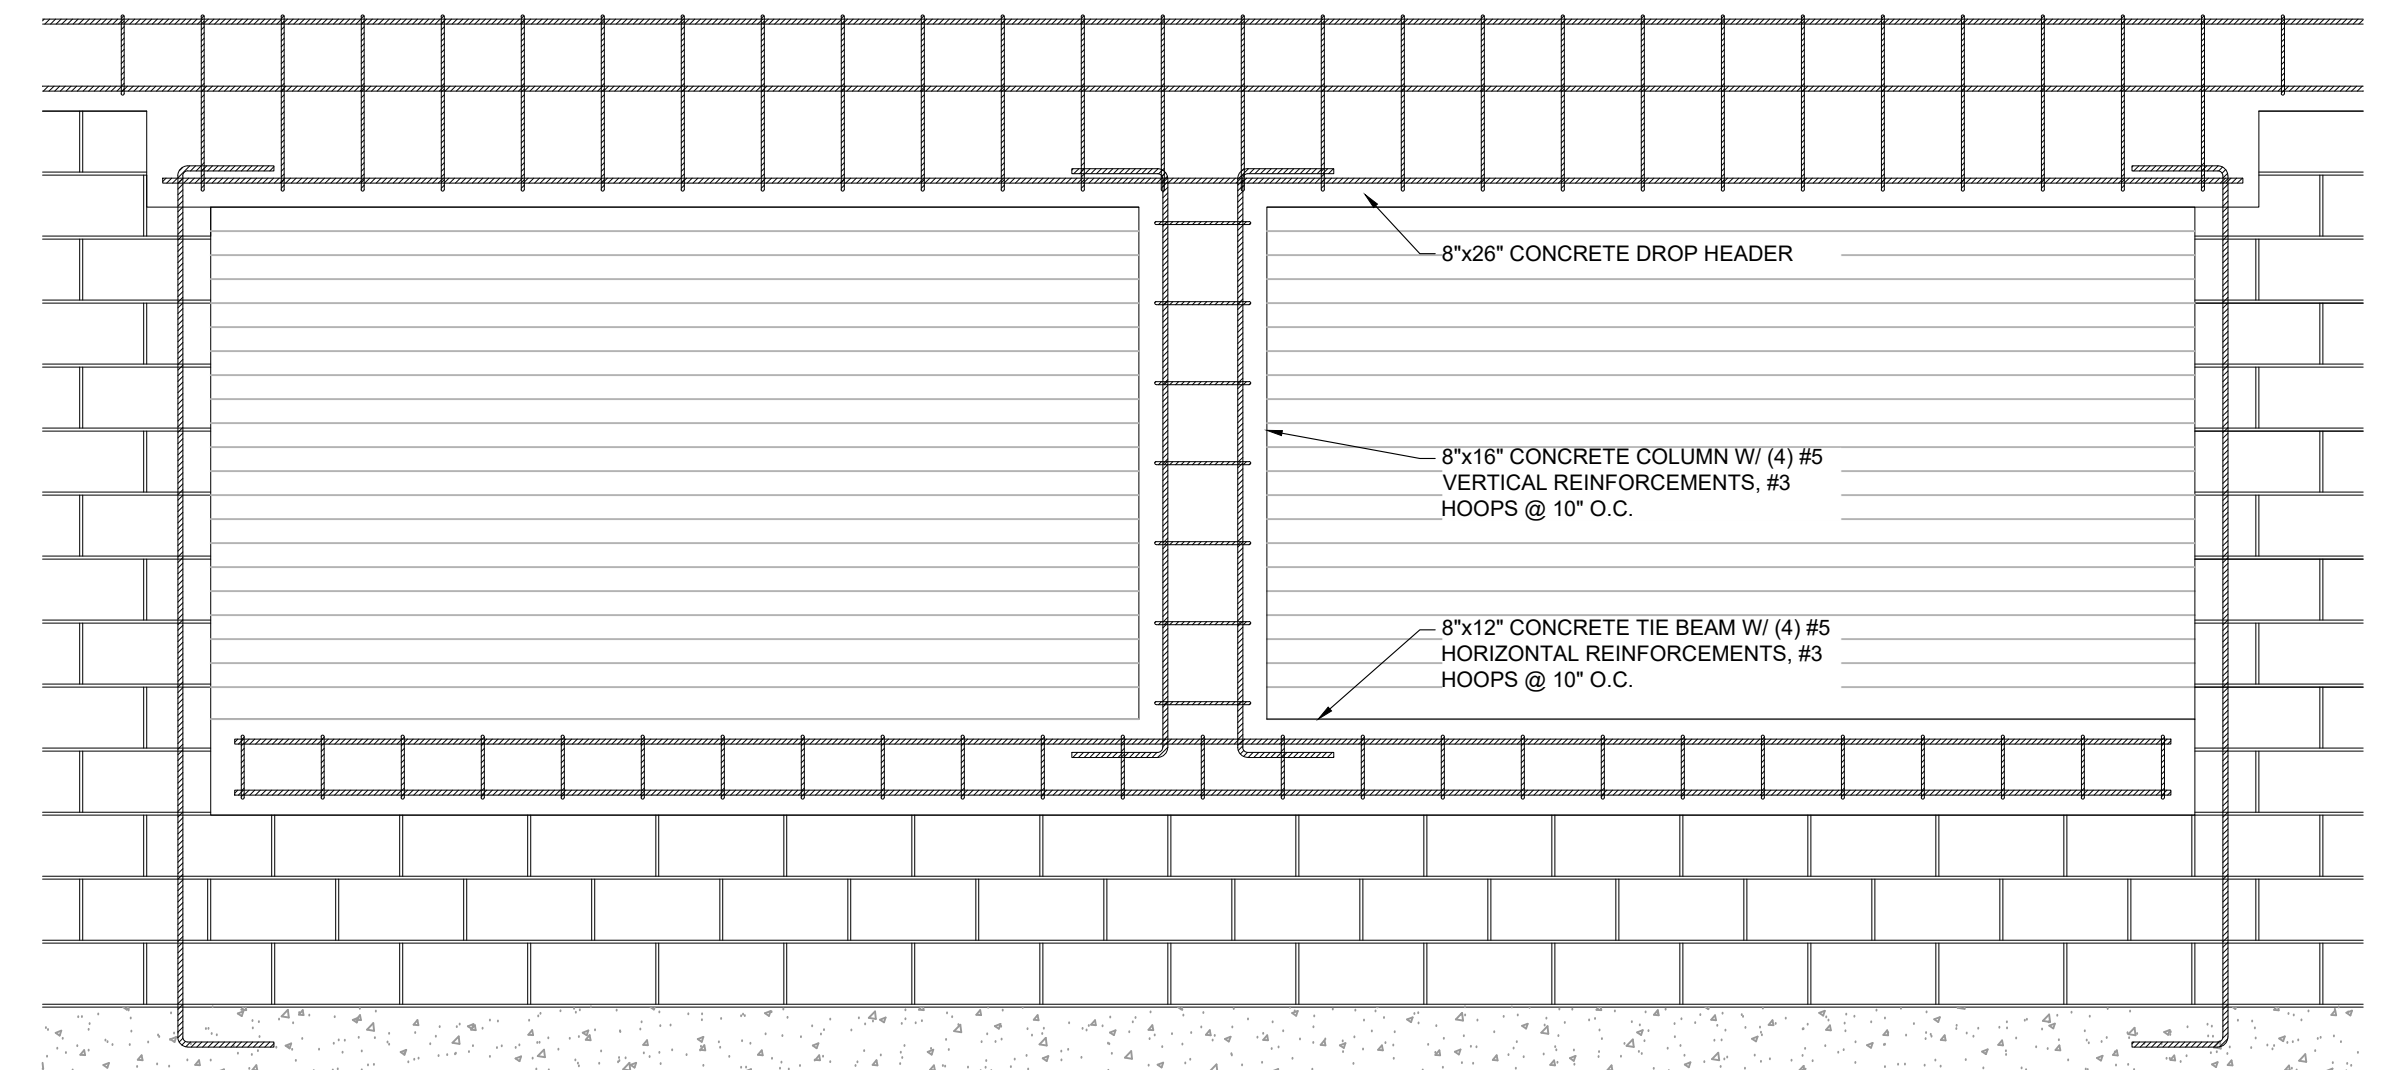 8"x26" CONCRETE DROP HEADER
8"x16" CONCRETE COLUMN W/ (4) #5
VERTICAL REINFORCEMENTS, #3
HOOPS @ 10" O.C.
8"x12" CONCRETE TIE BEAM W/ (4) #5
HORIZONTAL REINFORCEMENTS, #3
HOOPS @ 10" O.C.